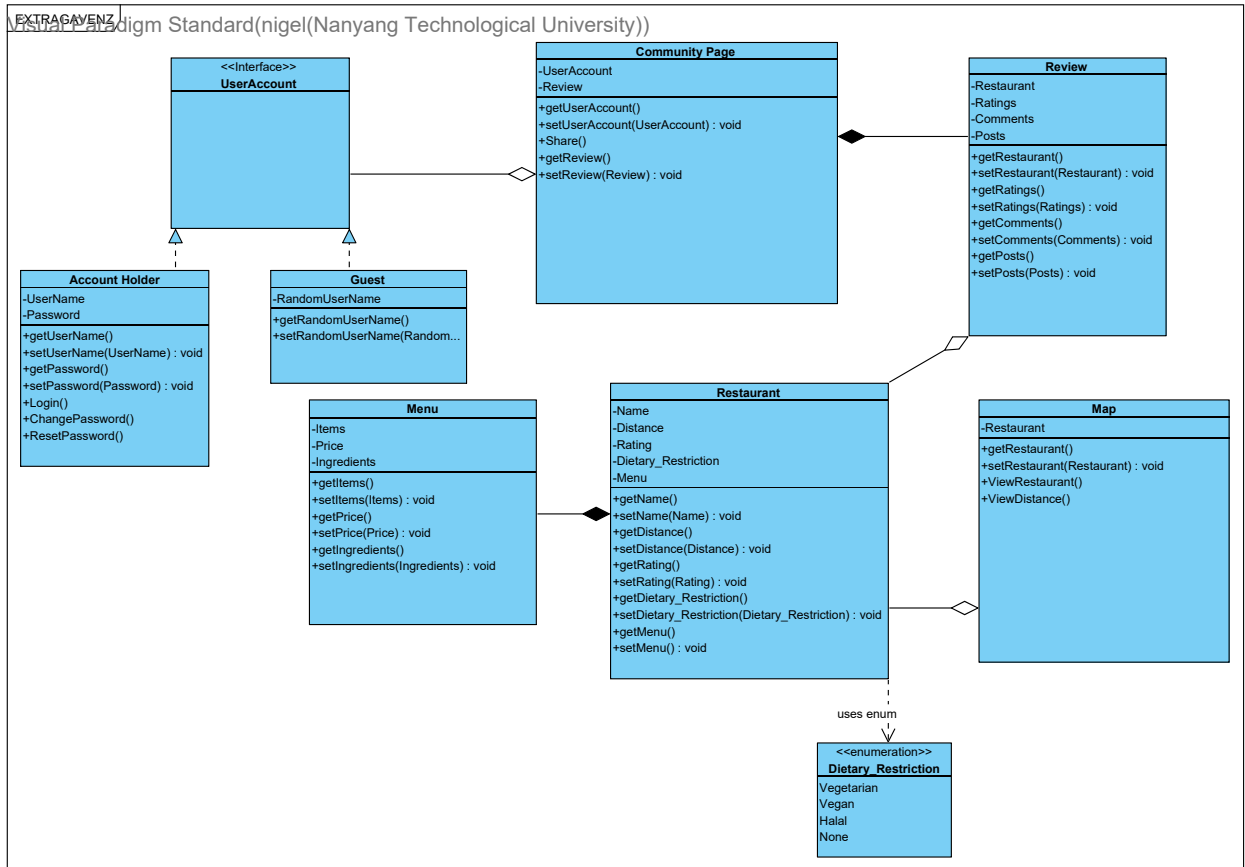 EXTRAGAVENZ
Visual Paradigm Standard(nigel(Nanyang Technological University))
<<Interface>>
UserAccount
Community Page
-UserAccount
-Review
+getUserAccount()
+setUserAccount(UserAccount) : void
+Share()
+getReview()
+setReview(Review) : void
Review
-Restaurant
-Ratings
-Comments
-Posts
+getRestaurant()
+setRestaurant(Restaurant) : void
+getRatings()
+setRatings(Ratings) : void
+getComments()
+setComments(Comments) : void
+getPosts()
+setPosts(Posts) : void
Account Holder
-UserName
-Password
+getUserName()
+setUserName(UserName) : void
+getPassword()
+setPassword(Password) : void
+Login()
+ChangePassword()
+ResetPassword()
Guest
-RandomUserName
+getRandomUserName()
+setRandomUserName(Random...
Menu
-Items
-Price
-Ingredients
+getItems()
+setItems(Items) : void
+getPrice()
+setPrice(Price) : void
+getIngredients()
+setIngredients(Ingredients) : void
Restaurant
-Name
-Distance
-Rating
-Dietary_Restriction
-Menu
+getName()
+setName(Name) : void
+getDistance()
+setDistance(Distance) : void
+getRating()
+setRating(Rating) : void
+getDietary_Restriction()
+setDietary_Restriction(Dietary_Restriction) : void
+getMenu()
+setMenu() : void
Map
-Restaurant
+getRestaurant()
+setRestaurant(Restaurant) : void
+ViewRestaurant()
+ViewDistance()
uses enum
<<enumeration>>
Dietary_Restriction
Vegetarian
Vegan
Halal
None